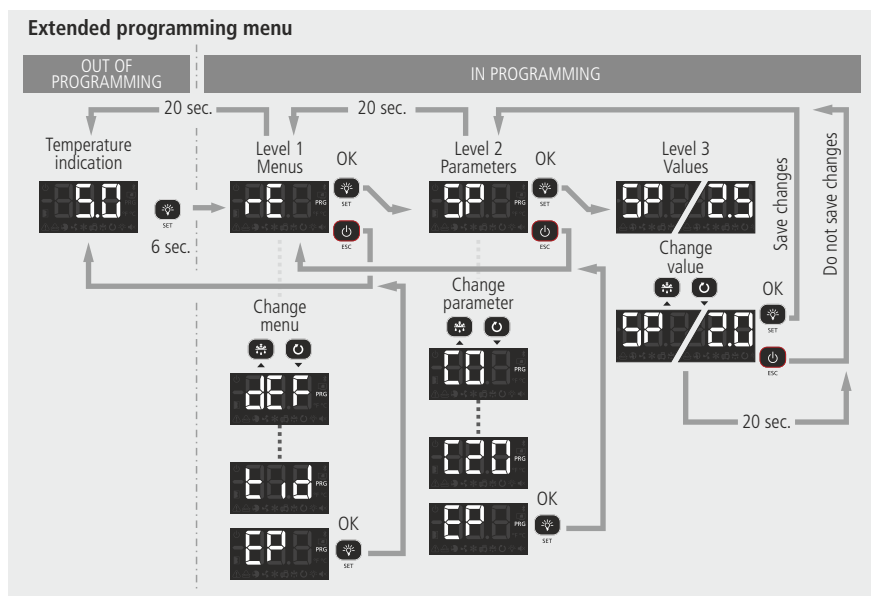 Extended programming menu
OUT OF
PROGRAMMING
IN PROGRAMMING
20 sec.
20 sec.
Temperature
indication
Level 1
Menus
OK
Level 2
Parameters
OK
Level 3
Values
5.0
SET
6 sec.
rE
PRG
SET
ESC
SP
PRG
SET
ESC
SP / 2.5
Save changes
Do not save changes
Change
value
OK
SP / 2.0
SET
ESC
20 sec.
Change
menu
dEF
PRG
tid
PRG
EP
PRG
OK
SET
Change
parameter
C0
PRG
C20
PRG
EP
PRG
OK
SET